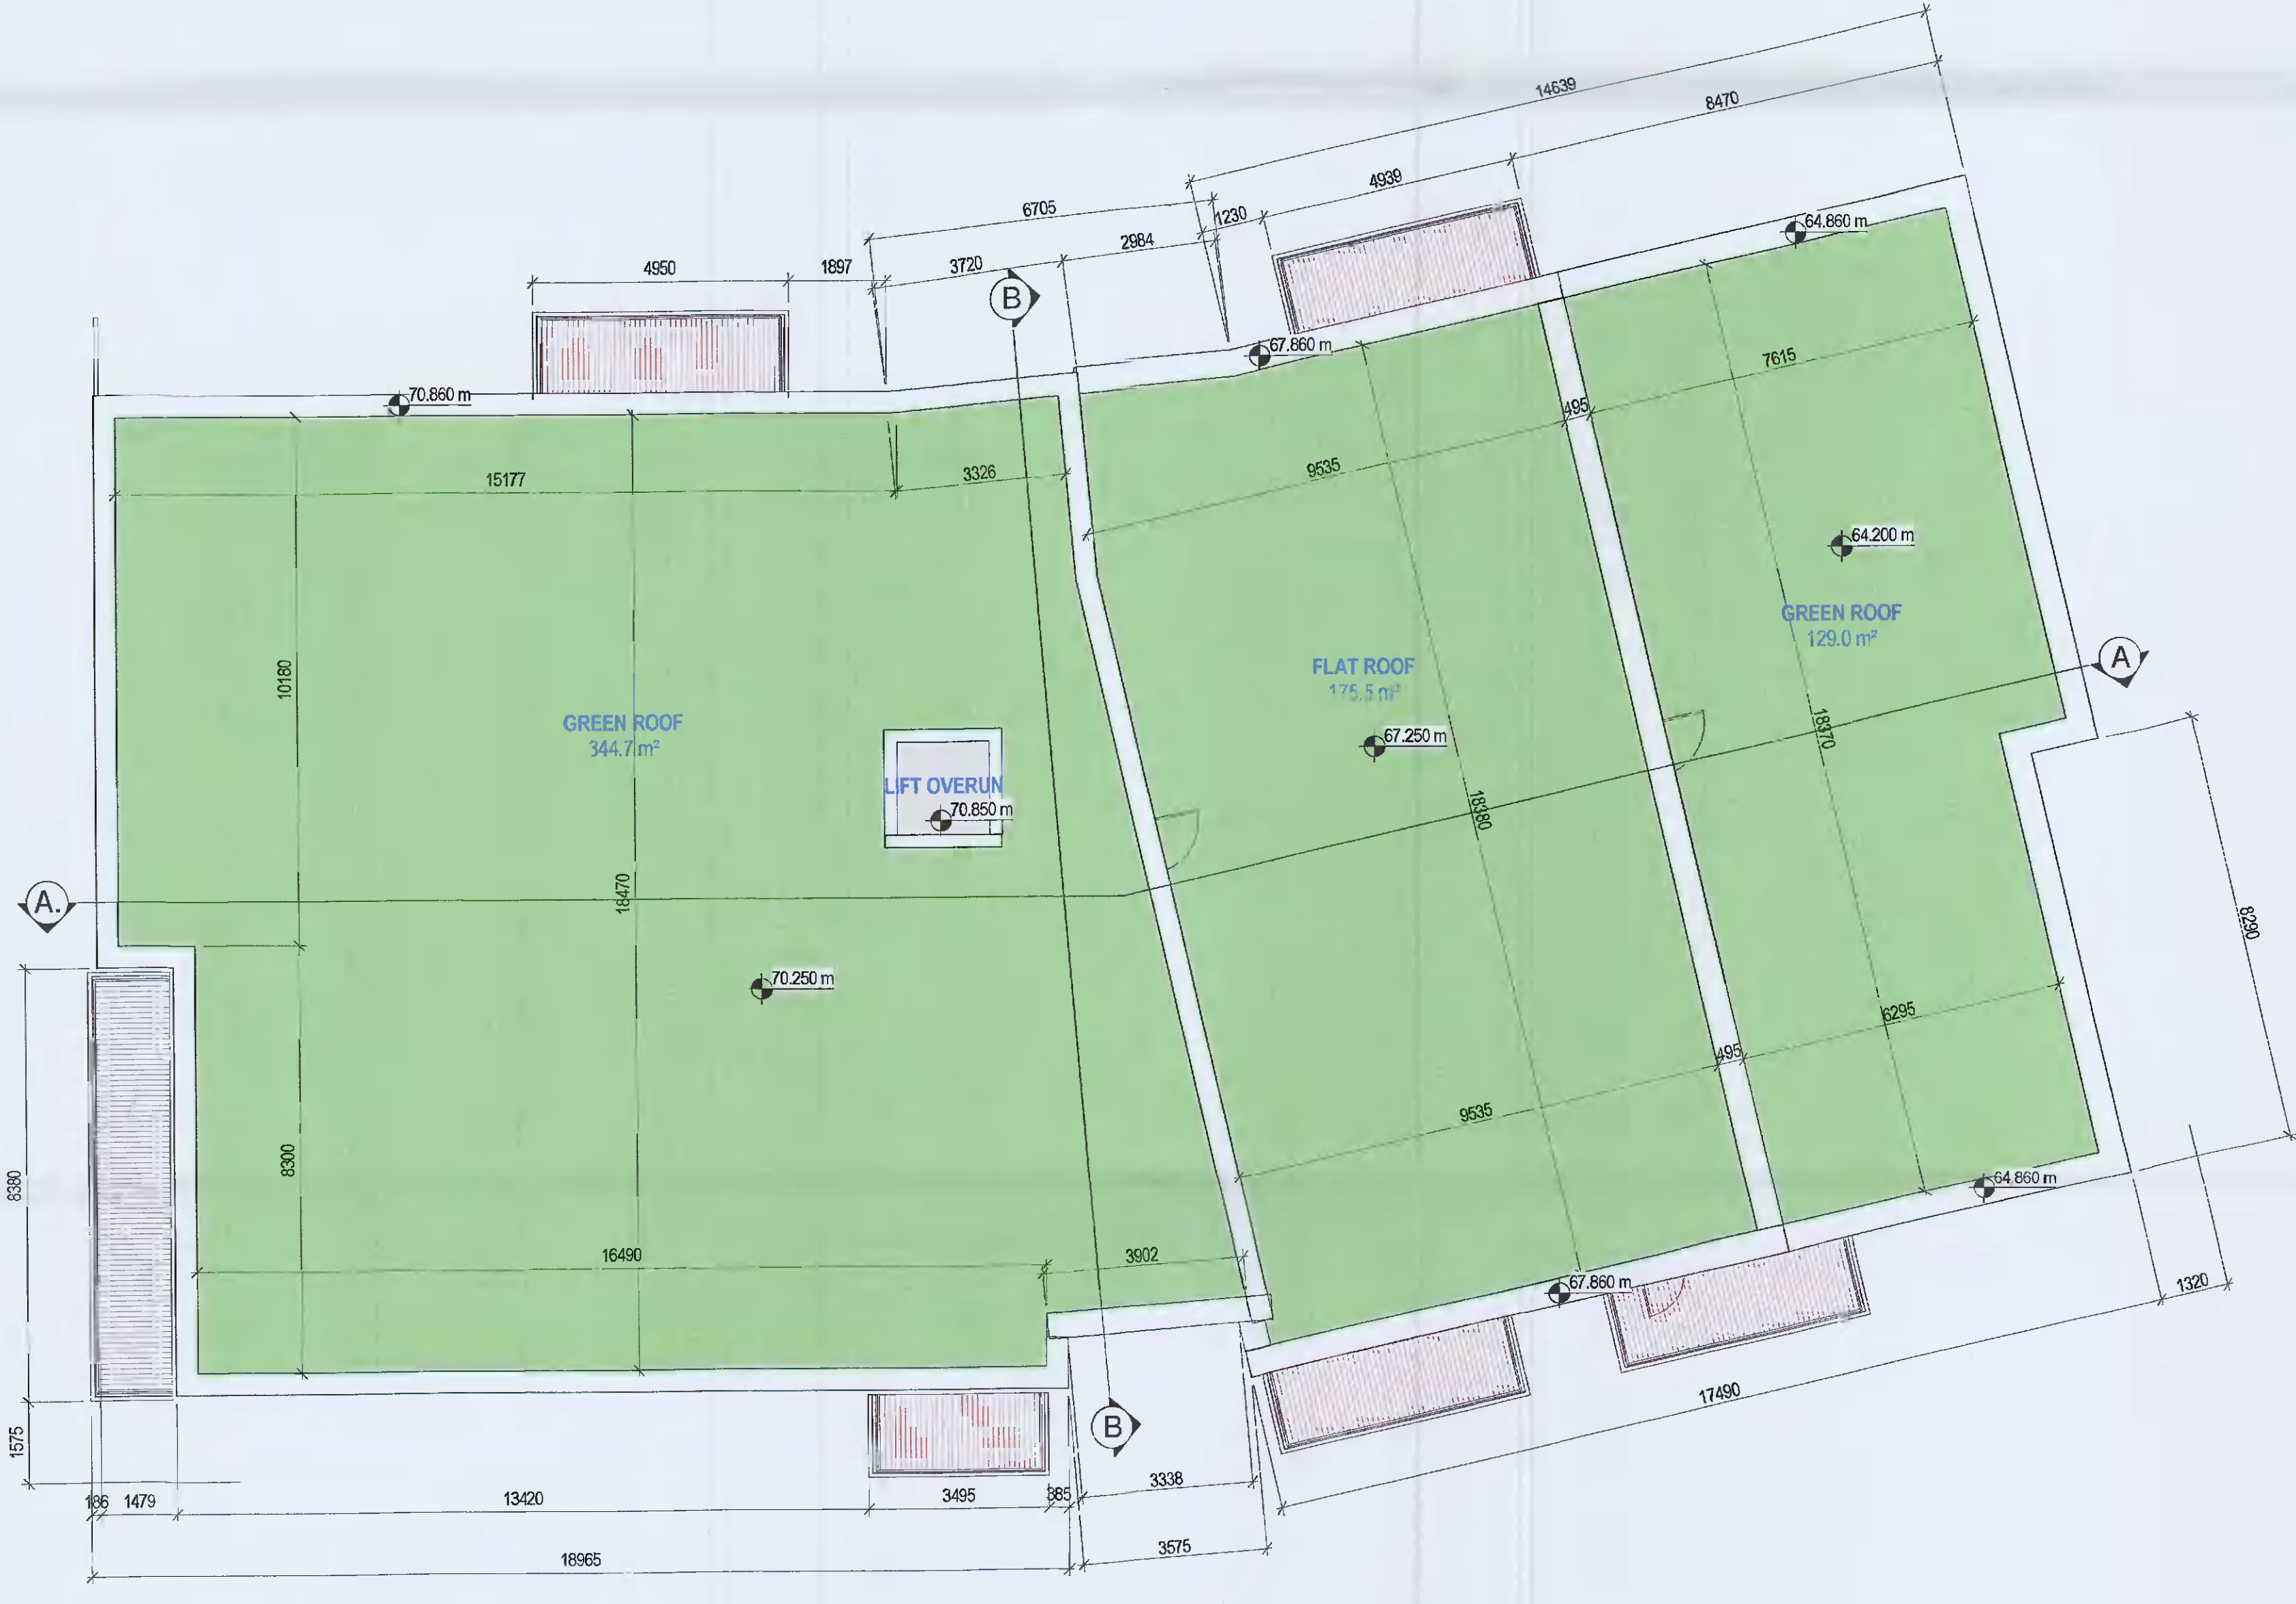 14639
8470
4939
1230
6705
2984
3720
4950
1897
B
64.860 m
67.860 m
70.860 m
7615
495
9535
15177
3326
64.200 m
GREEN ROOF
129.0 m²
A
FLAT ROOF
175.5 m²
67.250 m
10180
GREEN ROOF
344.7 m²
LIFT OVERUN
70.850 m
18370
18380
18470
A.
8290
70.250 m
6295
495
9535
8300
8380
16490
3902
64.860 m
67.860 m
1320
17490
B
1575
186
1479
13420
3495
385
3338
3575
18965